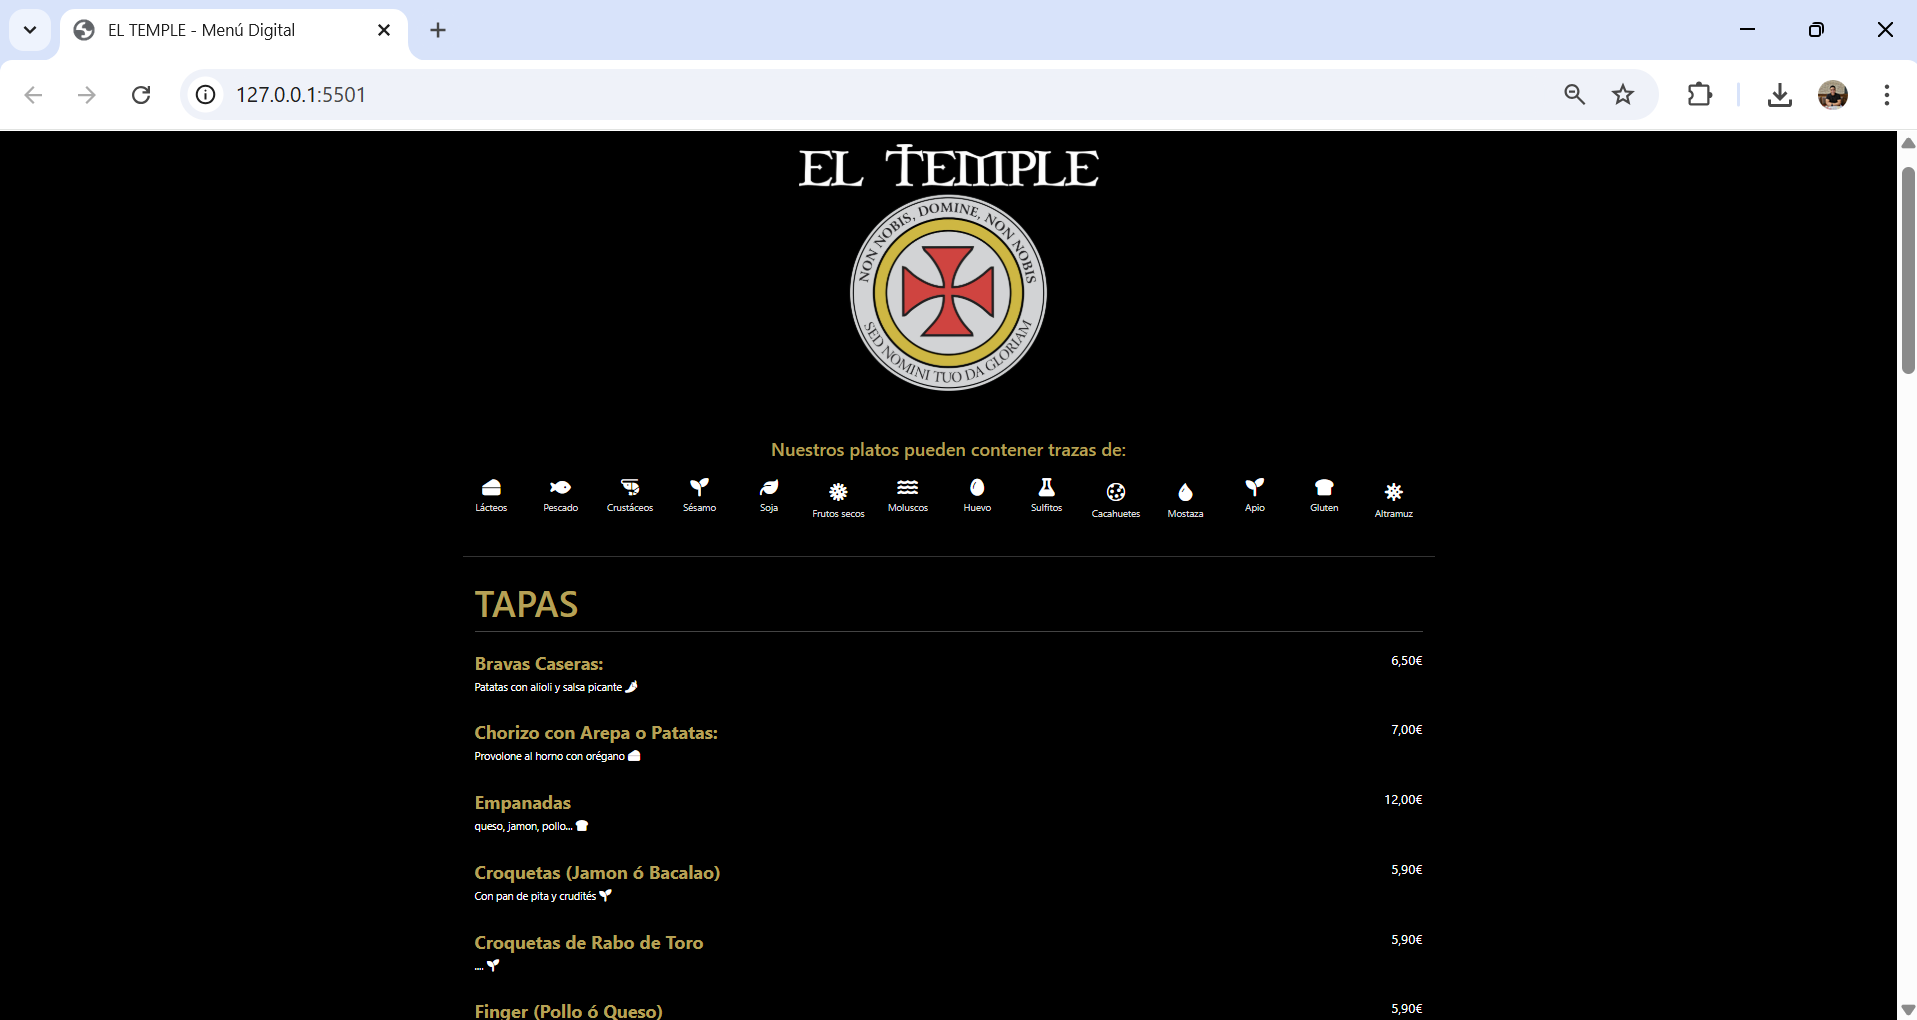 EL TEMPLE - Menú Digital
127.0.0.1:5501
EL TEMPLE
NON NOBIS, DOMINE, NON NOBIS
SED NOMINI TUO DA GLORIAM
Nuestros platos pueden contener trazas de:
Lácteos Pescado Crustáceos Sésamo Soja Frutos secos Moluscos Huevo Sulfitos Cacahuetes Mostaza Apio Gluten Altramuz
TAPAS
Bravas Caseras: 6,50€
Patatas con alioli y salsa picante
Chorizo con Arepa o Patatas: 7,00€
Provolone al horno con orégano
Empanadas 12,00€
queso, jamon, pollo...
Croquetas (Jamon ó Bacalao) 5,90€
Con pan de pita y crudités
Croquetas de Rabo de Toro 5,90€
....
Finger (Pollo ó Queso) 5,90€